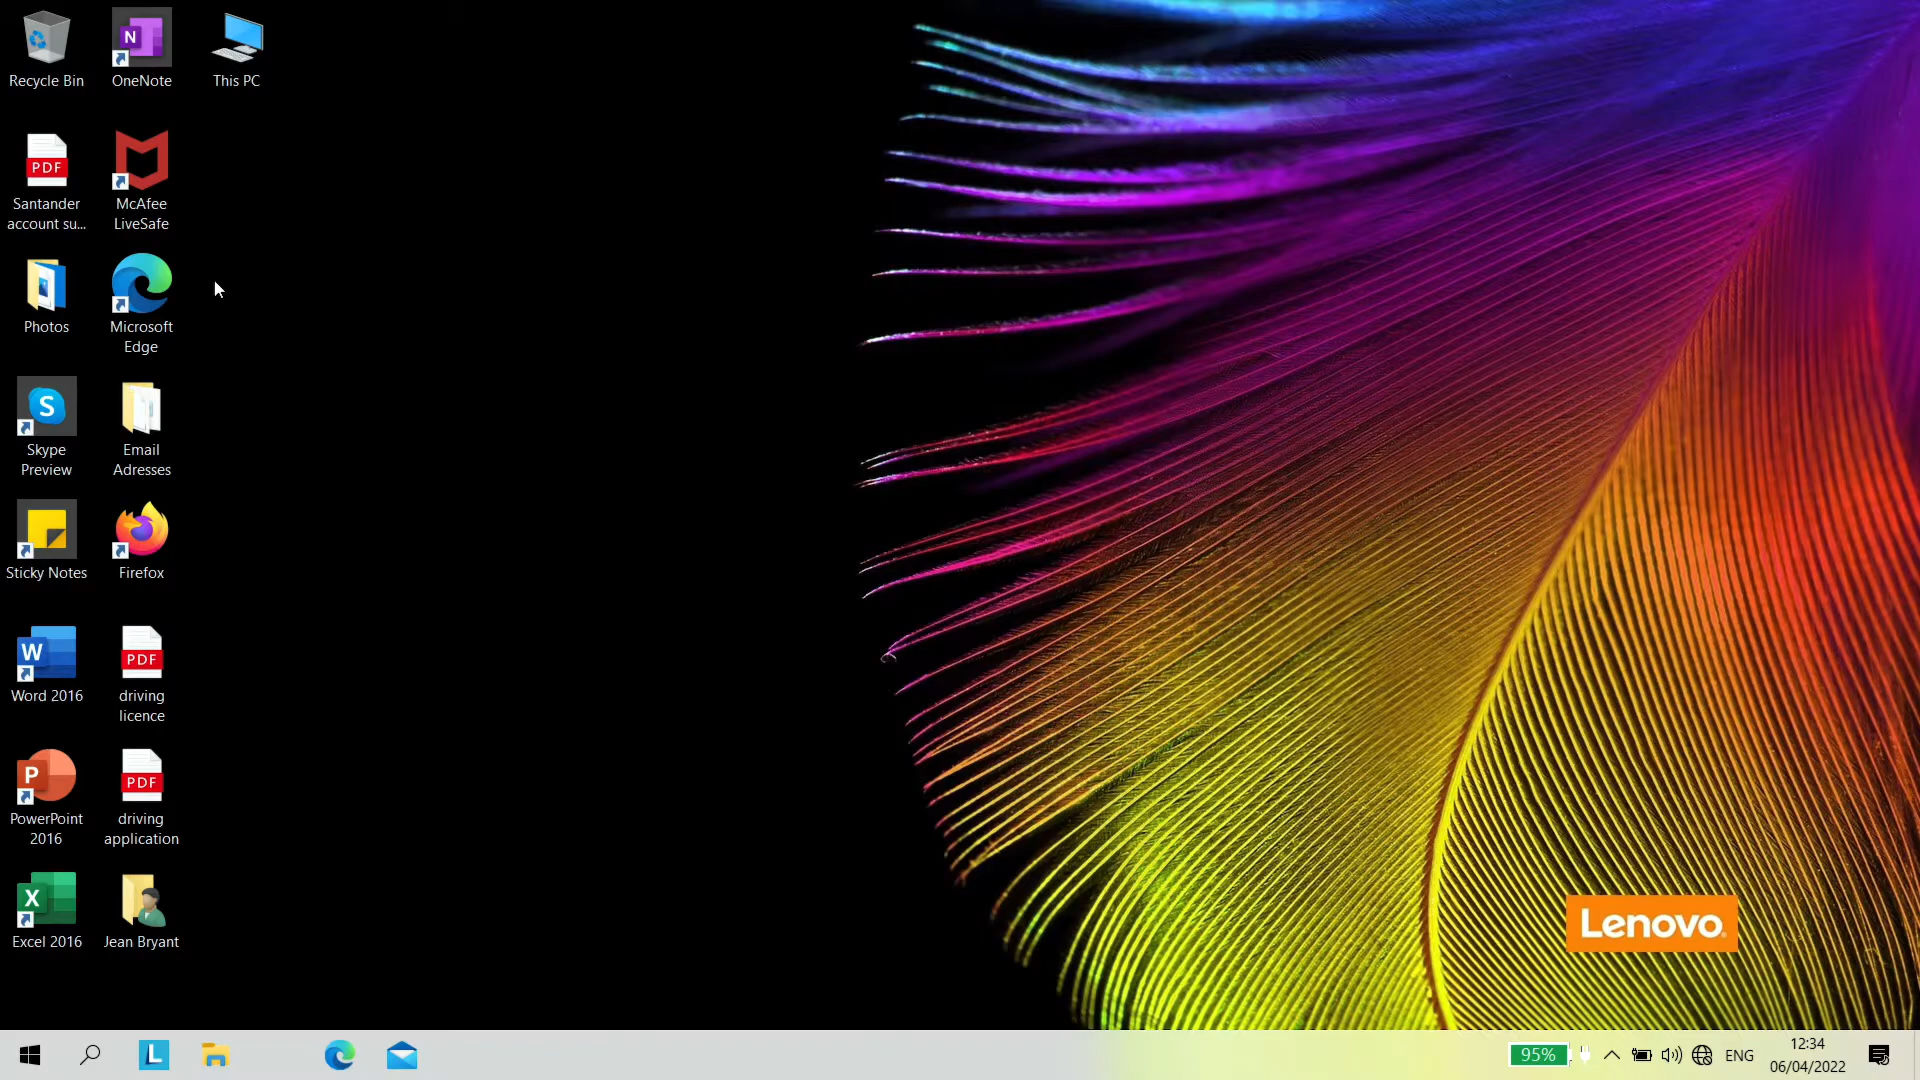 Recycle Bin
OneNote
This PC
PDF
Santander
account su...
McAfee
LiveSafe
Photos
Microsoft
Edge
S
Skype
Preview
Email
Adresses
Sticky Notes
Firefox
W
Word 2016
PDF
driving
licence
P
PowerPoint
2016
PDF
driving
application
X
Excel 2016
Jean Bryant
N
Lenovo
L
95%
ENG
12:34
06/04/2022